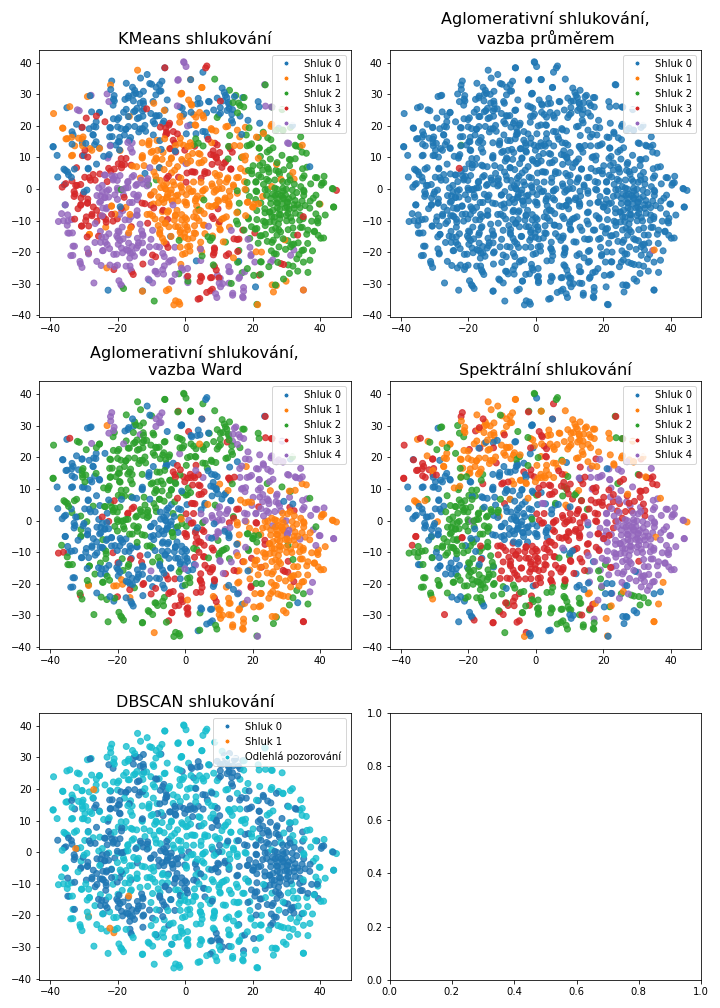 KMeans shlukování
40
30
20
10
0
−10
−20
−30
−40
−40
−20
0
20
40
Shluk 0
Shluk 1
Shluk 2
Shluk 3
Shluk 4
Aglomerativní shlukování,
vazba průměrem
40
30
20
10
0
−10
−20
−30
−40
−40
−20
0
20
40
Shluk 0
Shluk 1
Shluk 2
Shluk 3
Shluk 4
Aglomerativní shlukování,
vazba Ward
40
30
20
10
0
−10
−20
−30
−40
−40
−20
0
20
40
Shluk 0
Shluk 1
Shluk 2
Shluk 3
Shluk 4
Spektrální shlukování
40
30
20
10
0
−10
−20
−30
−40
−40
−20
0
20
40
Shluk 0
Shluk 1
Shluk 2
Shluk 3
Shluk 4
DBSCAN shlukování
40
30
20
10
0
−10
−20
−30
−40
−40
−20
0
20
40
Shluk 0
Shluk 1
Odlehlá pozorování
1.0
0.8
0.6
0.4
0.2
0.0
0.0
0.2
0.4
0.6
0.8
1.0